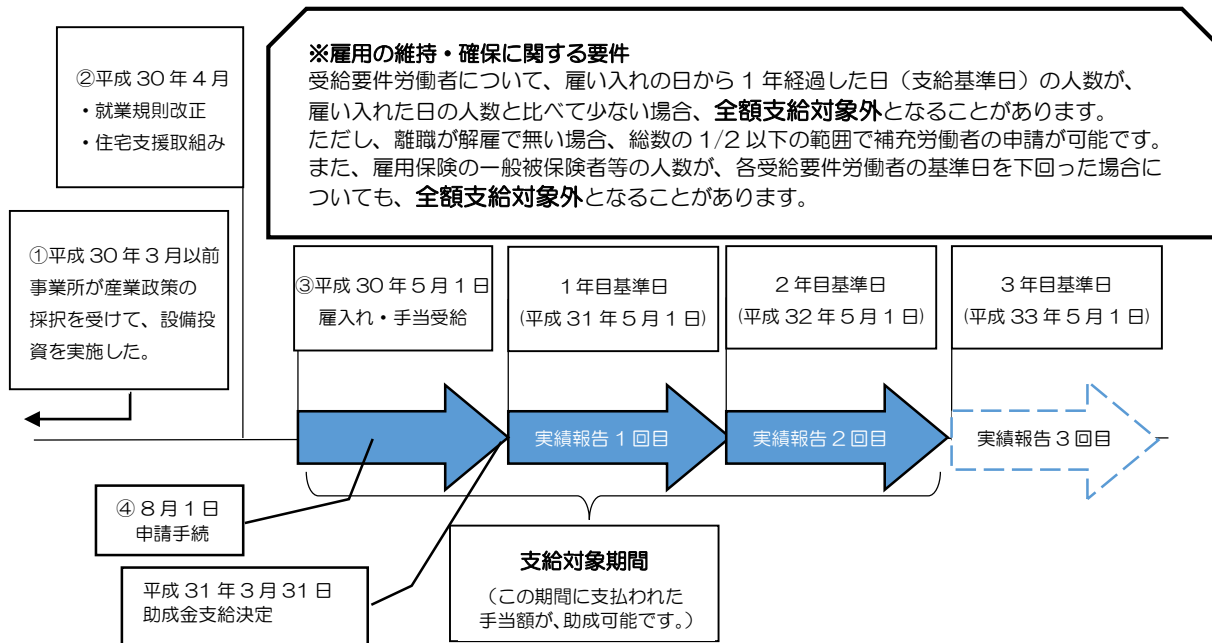 ※雇用の維持・確保に関する要件
受給要件労働者について、雇い入れの日から1年経過した日（支給基準日）の人数が、
雇い入れた日の人数と比べて少ない場合、全額支給対象外となることがあります。
ただし、離職が解雇で無い場合、総数の1/2以下の範囲で補充労働者の申請が可能です。
また、雇用保険の一般被保険者等の人数が、各受給要件労働者の基準日を下回った場合に
ついても、全額支給対象外となることがあります。
②平成30年4月
・就業規則改正
・住宅支援取組み
①平成30年3月以前
事業所が産業政策の
採択を受けて、設備投
資を実施した。
③平成30年5月1日
雇入れ・手当受給
1年目基準日
(平成31年5月1日)
2年目基準日
(平成32年5月1日)
3年目基準日
(平成33年5月1日)
実績報告1回目
実績報告2回目
実績報告3回目
④8月1日
申請手続
平成31年3月31日
助成金支給決定
支給対象期間
（この期間に支払われた
手当額が、助成可能です。）